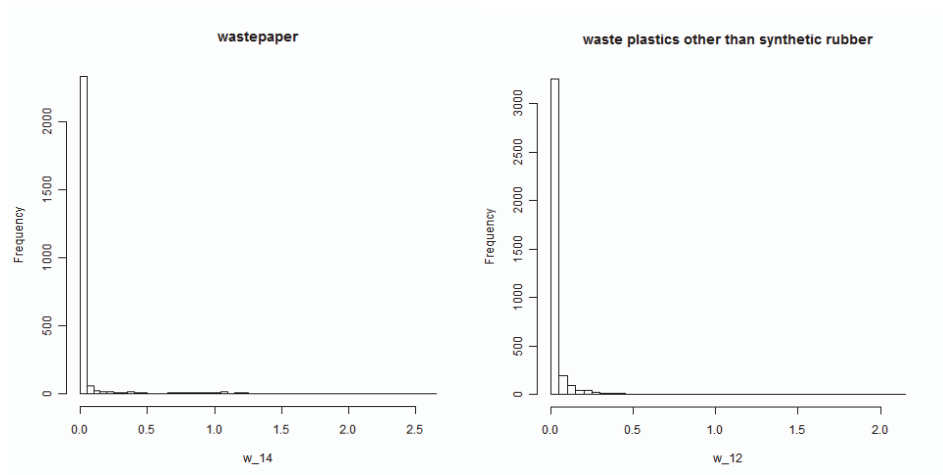 wastepaper
Frequency
2000
1500
1000
500
0
0.0 0.5 1.0 1.5 2.0 2.5
w_14
waste plastics other than synthetic rubber
Frequency
3000
2500
2000
1500
1000
500
0
0.0 0.5 1.0 1.5 2.0
w_12